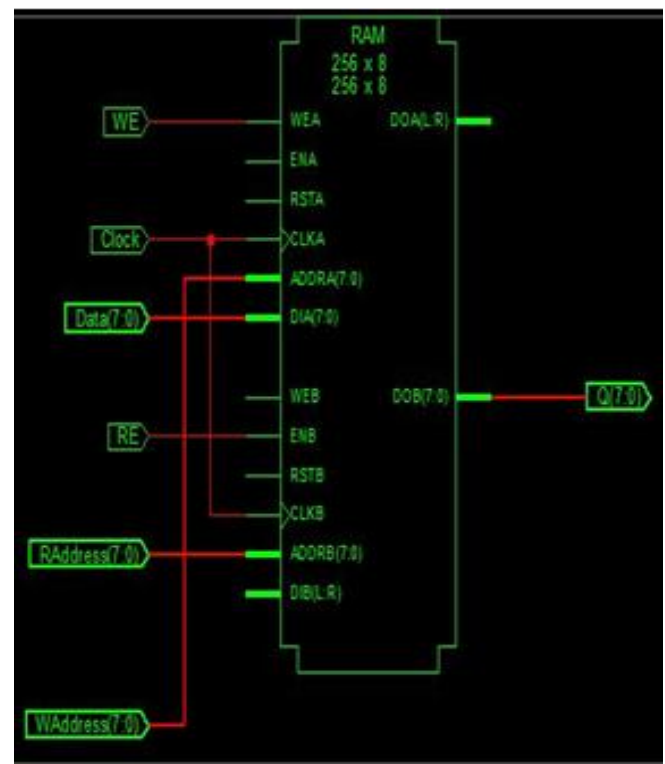 RAM
256 x 8
256 x 8
WE
WEA
DOA(L:R)
ENA
RSTA
Clock
CLKA
ADDRA(7:0)
Data(7:0)
DIA(7:0)
WEB
DOB(7:0)
Q(7:0)
RE
ENB
RSTB
CLKB
RAddress(7:0)
ADDRB(7:0)
DIB(L:R)
WAddress(7:0)